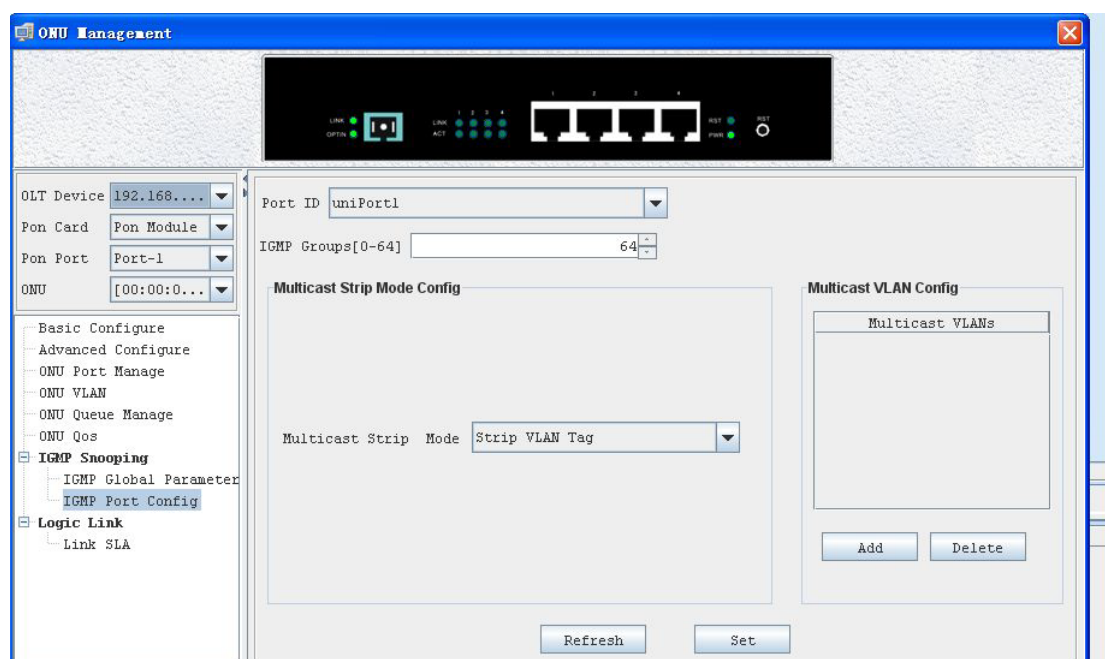 ONU Management
1 2 3 4
LINK
OPTIN
1 2 3 4
LINK
ACT
RST
PWR
RST
OLT Device 192.168....
Pon Card Pon Module
Pon Port Port-1
ONU [00:00:0...
Basic Configure
Advanced Configure
ONU Port Manage
ONU VLAN
ONU Queue Manage
ONU Qos
IGMP Snooping
IGMP Global Parameter
IGMP Port Config
Logic Link
Link SLA
Port ID uniPort1
IGMP Groups[0-64] 64
Multicast Strip Mode Config
Multicast Strip Mode Strip VLAN Tag
Multicast VLAN Config
Multicast VLANs
Add Delete
Refresh Set